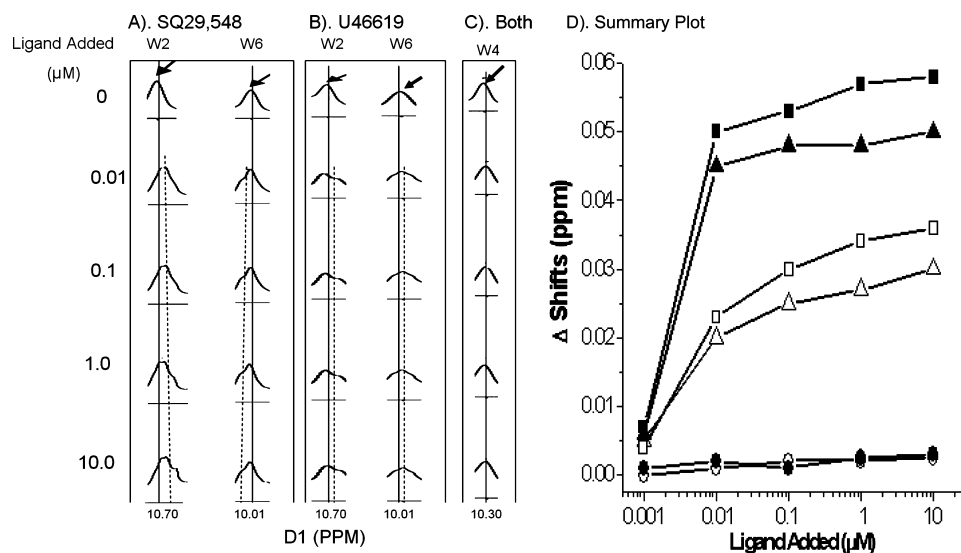 A). SQ29,548
B). U46619
C). Both
D). Summary Plot
Ligand Added
(µM)
W2
W6
W2
W6
W4
0
0.01
0.1
1.0
10.0
10.70
10.01
10.70
10.01
10.30
D1 (PPM)
Δ Shifts (ppm)
0.06
0.05
0.04
0.03
0.02
0.01
0.00
0.001
0.01
0.1
1
10
Ligand Added (µM)